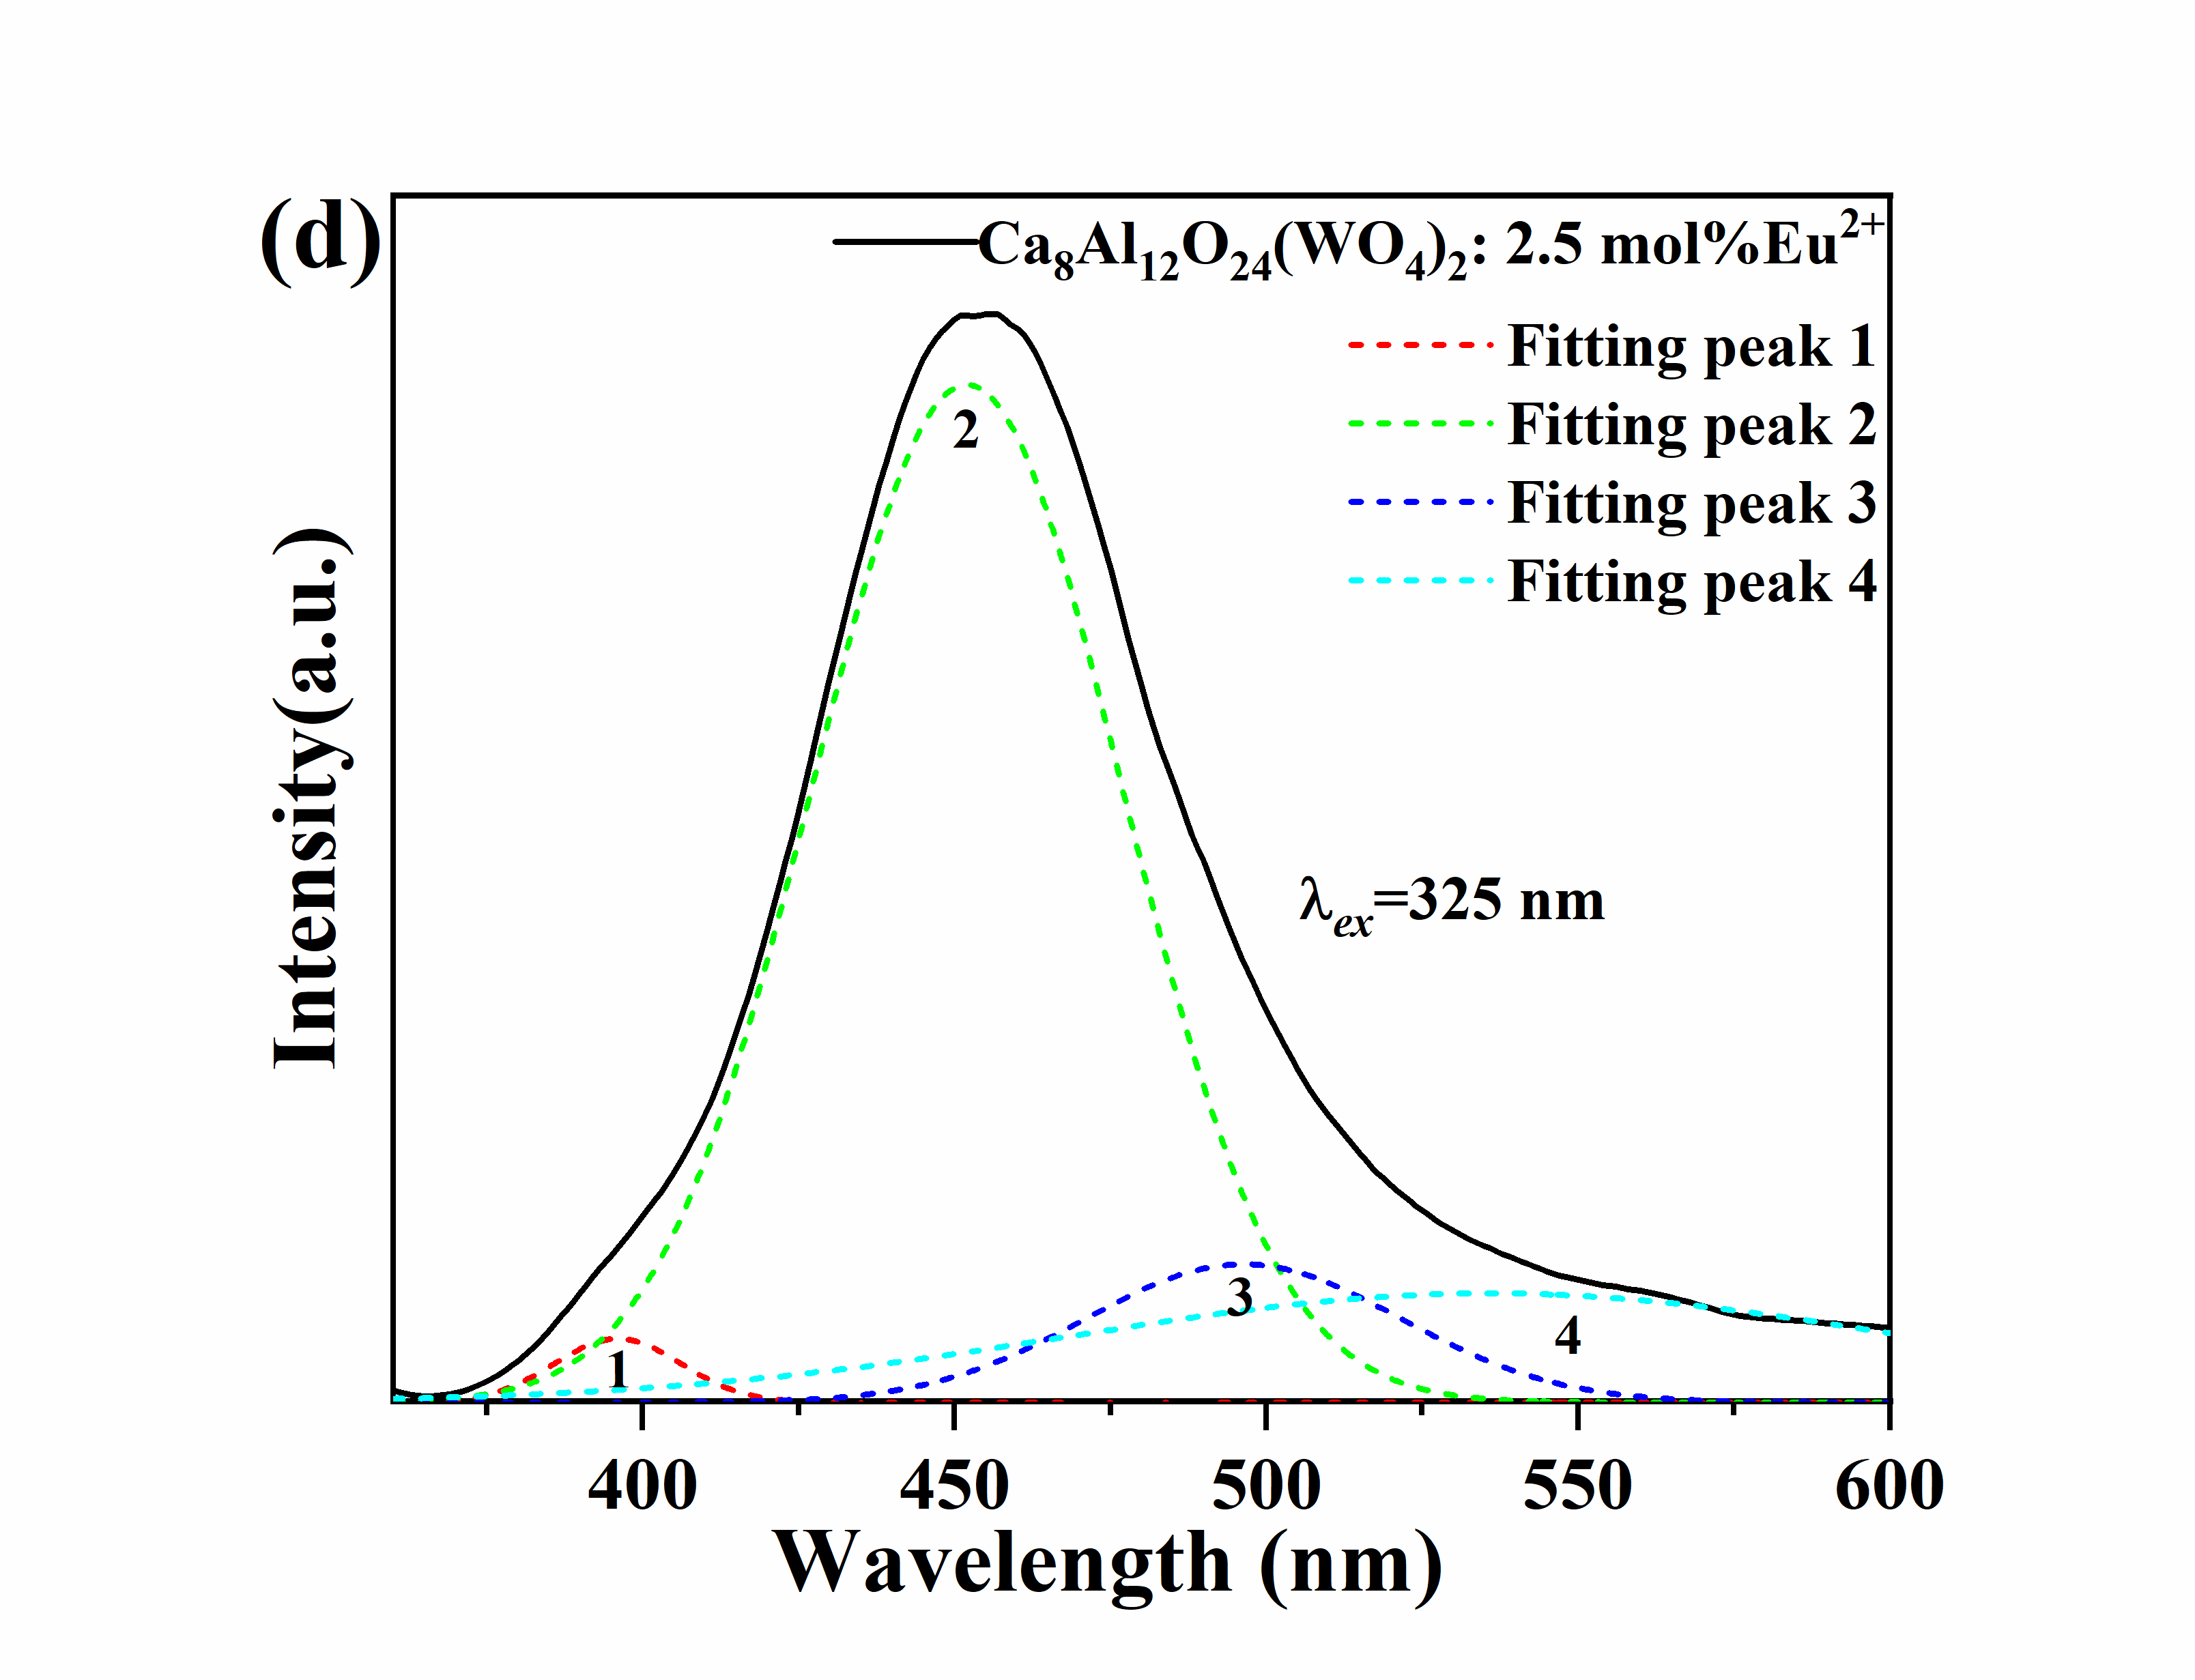 (d)
Ca₈Al₁₂O₂₄(WO₄)₂: 2.5 mol%Eu²⁺
Fitting peak 1
Fitting peak 2
Fitting peak 3
Fitting peak 4
2
λₑₓ=325 nm
3
4
1
Intensity(a.u.)
400 450 500 550 600
Wavelength (nm)